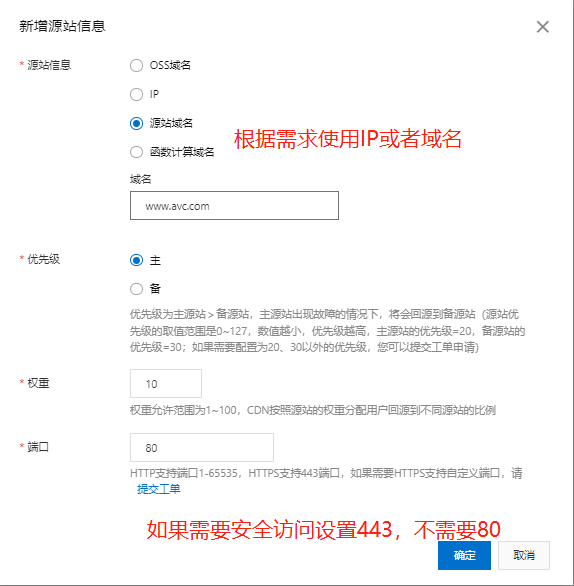 新增源站信息
* 源站信息
OSS域名
IP
源站域名
函数计算域名
根据需求使用IP或者域名
域名
www.avc.com
* 优先级
主
备
优先级为主源站＞备源站，主源站出现故障的情况下，将会回源到备源站（源站优
先级的取值范围是0~127，数值越小，优先级越高，主源站的优先级=20，备源站的
优先级=30；如果需要配置为20、30以外的优先级，您可以提交工单申请)
* 权重
10
权重允许范围为1~100，CDN按照源站的权重分配用户回源到不同源站的比例
* 端口
80
HTTP支持端口1-65535，HTTPS支持443端口，如果需要HTTPS支持自定义端口，请
提交工单
如果需要安全访问设置443，不需要80
确定
取消